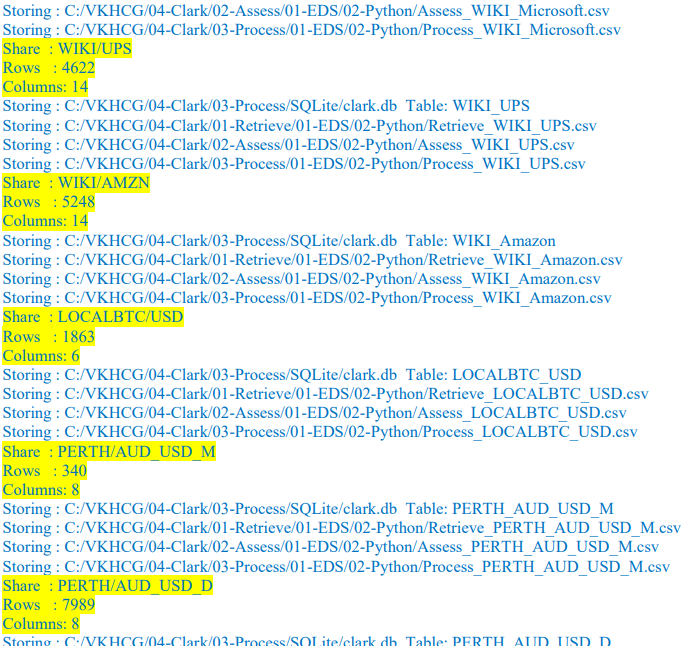 Storing : C:/VKHCG/04-Clark/02-Assess/01-EDS/02-Python/Assess_WIKI_Microsoft.csv
Storing : C:/VKHCG/04-Clark/03-Process/01-EDS/02-Python/Process_WIKI_Microsoft.csv
Share  : WIKI/UPS
Rows   : 4622
Columns: 14
Storing : C:/VKHCG/04-Clark/03-Process/SQLite/clark.db  Table: WIKI_UPS
Storing : C:/VKHCG/04-Clark/01-Retrieve/01-EDS/02-Python/Retrieve_WIKI_UPS.csv
Storing : C:/VKHCG/04-Clark/02-Assess/01-EDS/02-Python/Assess_WIKI_UPS.csv
Storing : C:/VKHCG/04-Clark/03-Process/01-EDS/02-Python/Process_WIKI_UPS.csv
Share  : WIKI/AMZN
Rows   : 5248
Columns: 14
Storing : C:/VKHCG/04-Clark/03-Process/SQLite/clark.db  Table: WIKI_Amazon
Storing : C:/VKHCG/04-Clark/01-Retrieve/01-EDS/02-Python/Retrieve_WIKI_Amazon.csv
Storing : C:/VKHCG/04-Clark/02-Assess/01-EDS/02-Python/Assess_WIKI_Amazon.csv
Storing : C:/VKHCG/04-Clark/03-Process/01-EDS/02-Python/Process_WIKI_Amazon.csv
Share  : LOCALBTC/USD
Rows   : 1863
Columns: 6
Storing : C:/VKHCG/04-Clark/03-Process/SQLite/clark.db  Table: LOCALBTC_USD
Storing : C:/VKHCG/04-Clark/01-Retrieve/01-EDS/02-Python/Retrieve_LOCALBTC_USD.csv
Storing : C:/VKHCG/04-Clark/02-Assess/01-EDS/02-Python/Assess_LOCALBTC_USD.csv
Storing : C:/VKHCG/04-Clark/03-Process/01-EDS/02-Python/Process_LOCALBTC_USD.csv
Share  : PERTH/AUD_USD_M
Rows   : 340
Columns: 8
Storing : C:/VKHCG/04-Clark/03-Process/SQLite/clark.db  Table: PERTH_AUD_USD_M
Storing : C:/VKHCG/04-Clark/01-Retrieve/01-EDS/02-Python/Retrieve_PERTH_AUD_USD_M.csv
Storing : C:/VKHCG/04-Clark/02-Assess/01-EDS/02-Python/Assess_PERTH_AUD_USD_M.csv
Storing : C:/VKHCG/04-Clark/03-Process/01-EDS/02-Python/Process_PERTH_AUD_USD_M.csv
Share  : PERTH/AUD_USD_D
Rows   : 7989
Columns: 8
Storing : C:/VKHCG/04-Clark/03-Process/SQLite/clark.db  Table: PERTH_AUD_USD_D